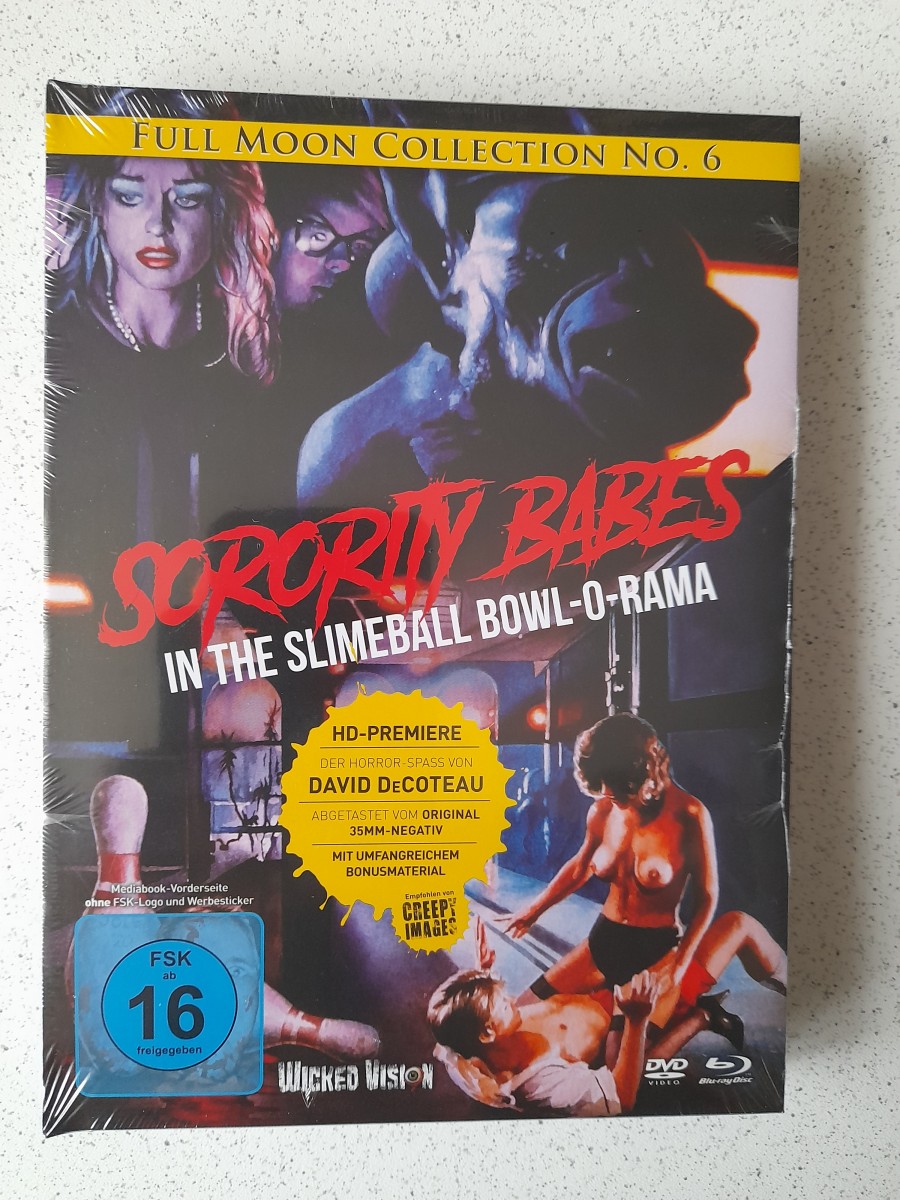 FULL MOON COLLECTION NO. 6
SORORITY BABES
IN THE SLIMEBALL BOWL-O-RAMA
HD-PREMIERE
DER HORROR-SPASS VON
DAVID DECOTEAU
ABGETASTET VOM ORIGINAL
35MM-NEGATIV
MIT UMFANGREICHEM
BONUSMATERIAL
Empfohlen von
CREEPY
IMAGES
Mediabook-Vorderseite
ohne FSK-Logo und Werbesticker
FSK
ab
16
freigegeben
WICKED VISION
DVD
VIDEO
Blu-ray Disc